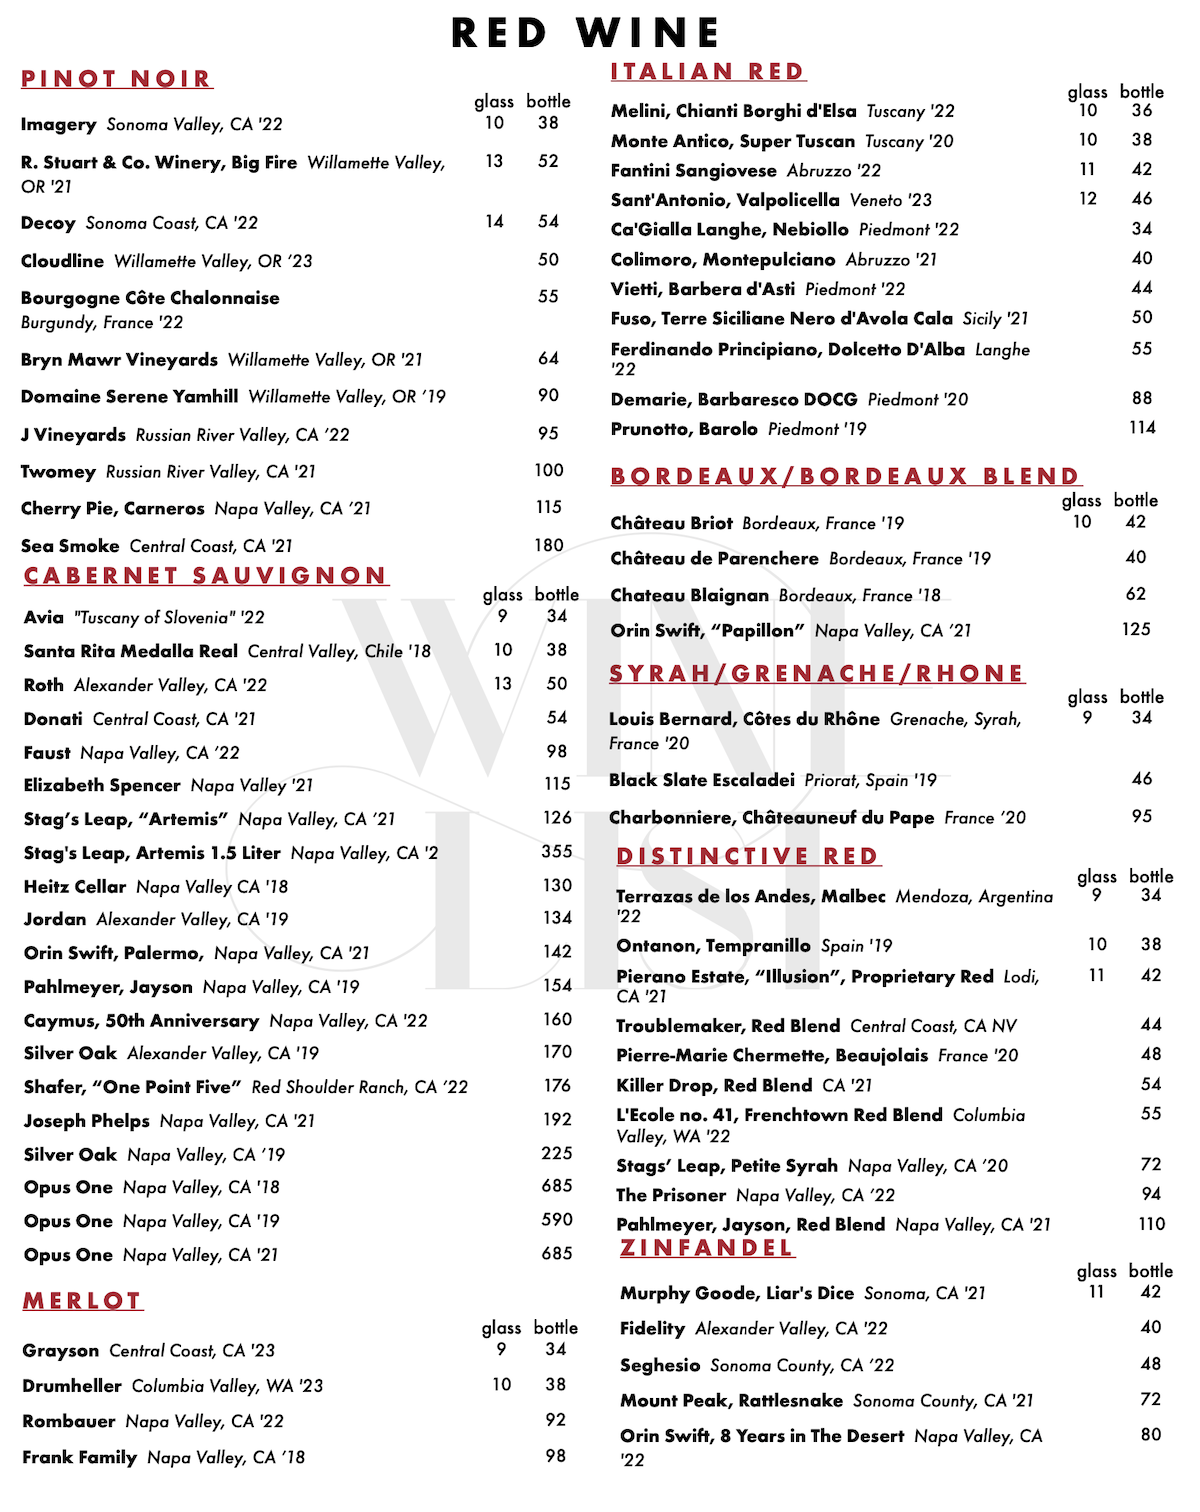 RED WINE
PINOT NOIR
glass bottle
Imagery Sonoma Valley, CA '22 10 38
R. Stuart & Co. Winery, Big Fire Willamette Valley, 13 52
OR '21
Decoy Sonoma Coast, CA '22 14 54
Cloudline Willamette Valley, OR ’23 50
Bourgogne Côte Chalonnaise 55
Burgundy, France '22
Bryn Mawr Vineyards Willamette Valley, OR '21 64
Domaine Serene Yamhill Willamette Valley, OR ’19 90
J Vineyards Russian River Valley, CA ’22 95
Twomey Russian River Valley, CA '21 100
Cherry Pie, Carneros Napa Valley, CA ’21 115
Sea Smoke Central Coast, CA '21 180
CABERNET SAUVIGNON
glass bottle
Avia "Tuscany of Slovenia" '22 9 34
Santa Rita Medalla Real Central Valley, Chile '18 10 38
Roth Alexander Valley, CA '22 13 50
Donati Central Coast, CA '21 54
Faust Napa Valley, CA ’22 98
Elizabeth Spencer Napa Valley '21 115
Stag’s Leap, “Artemis” Napa Valley, CA ’21 126
Stag's Leap, Artemis 1.5 Liter Napa Valley, CA '2 355
Heitz Cellar Napa Valley CA '18 130
Jordan Alexander Valley, CA '19 134
Orin Swift, Palermo, Napa Valley, CA '21 142
Pahlmeyer, Jayson Napa Valley, CA '19 154
Caymus, 50th Anniversary Napa Valley, CA '22 160
Silver Oak Alexander Valley, CA '19 170
Shafer, “One Point Five” Red Shoulder Ranch, CA ’22 176
Joseph Phelps Napa Valley, CA '21 192
Silver Oak Napa Valley, CA ’19 225
Opus One Napa Valley, CA '18 685
Opus One Napa Valley, CA '19 590
Opus One Napa Valley, CA '21 685
MERLOT
glass bottle
Grayson Central Coast, CA '23 9 34
Drumheller Columbia Valley, WA '23 10 38
Rombauer Napa Valley, CA '22 92
Frank Family Napa Valley, CA ’18 98
ITALIAN RED
glass bottle
Melini, Chianti Borghi d'Elsa Tuscany '22 10 36
Monte Antico, Super Tuscan Tuscany '20 10 38
Fantini Sangiovese Abruzzo '22 11 42
Sant'Antonio, Valpolicella Veneto '23 12 46
Ca'Gialla Langhe, Nebiollo Piedmont '22 34
Colimoro, Montepulciano Abruzzo '21 40
Vietti, Barbera d'Asti Piedmont '22 44
Fuso, Terre Siciliane Nero d'Avola Cala Sicily '21 50
Ferdinando Principiano, Dolcetto D'Alba Langhe 55
'22
Demarie, Barbaresco DOCG Piedmont '20 88
Prunotto, Barolo Piedmont '19 114
BORDEAUX/BORDEAUX BLEND
glass bottle
Château Briot Bordeaux, France '19 10 42
Château de Parenchere Bordeaux, France '19 40
Chateau Blaignan Bordeaux, France '18 62
Orin Swift, “Papillon” Napa Valley, CA ’21 125
SYRAH/GRENACHE/RHONE
glass bottle
Louis Bernard, Côtes du Rhône Grenache, Syrah, 9 34
France '20
Black Slate Escaladei Priorat, Spain '19 46
Charbonniere, Châteauneuf du Pape France ’20 95
DISTINCTIVE RED
glass bottle
Terrazas de los Andes, Malbec Mendoza, Argentina 9 34
'22
Ontanon, Tempranillo Spain '19 10 38
Pierano Estate, “Illusion”, Proprietary Red Lodi, 11 42
CA '21
Troublemaker, Red Blend Central Coast, CA NV 44
Pierre-Marie Chermette, Beaujolais France '20 48
Killer Drop, Red Blend CA '21 54
L'Ecole no. 41, Frenchtown Red Blend Columbia 55
Valley, WA '22
Stags’ Leap, Petite Syrah Napa Valley, CA ’20 72
The Prisoner Napa Valley, CA ’22 94
Pahlmeyer, Jayson, Red Blend Napa Valley, CA '21 110
ZINFANDEL
glass bottle
Murphy Goode, Liar's Dice Sonoma, CA '21 11 42
Fidelity Alexander Valley, CA '22 40
Seghesio Sonoma County, CA ’22 48
Mount Peak, Rattlesnake Sonoma County, CA '21 72
Orin Swift, 8 Years in The Desert Napa Valley, CA 80
'22
WINE
LIST